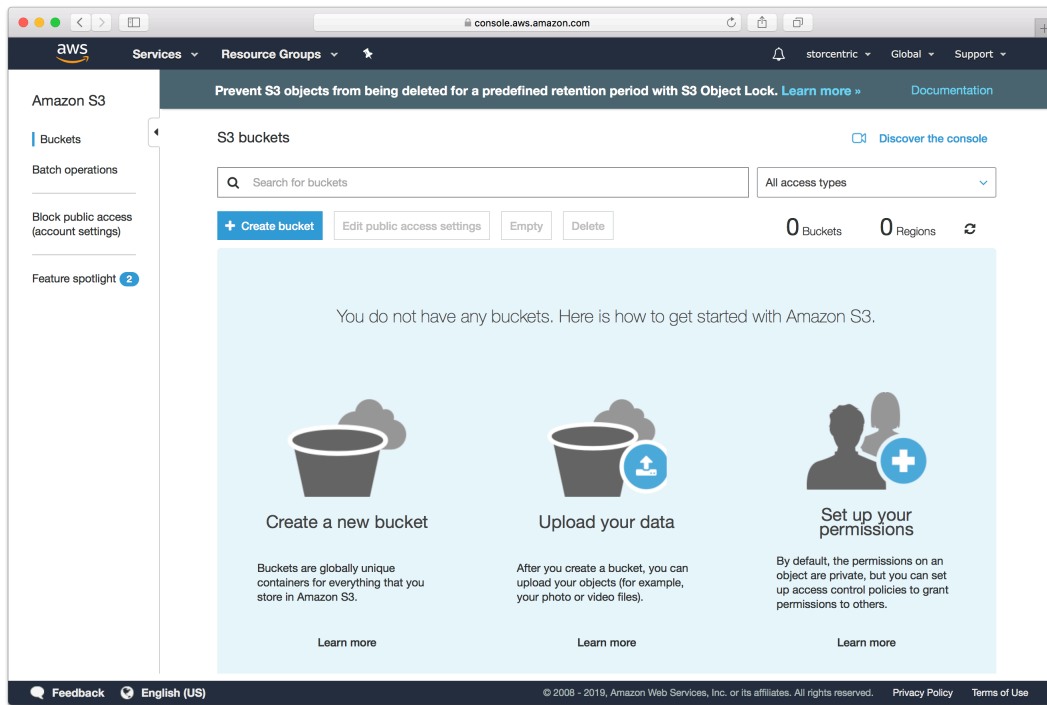 console.aws.amazon.com
aws Services Resource Groups storcentric Global Support
Prevent S3 objects from being deleted for a predefined retention period with S3 Object Lock. Learn more » Documentation
Amazon S3
Buckets
Batch operations
Block public access
(account settings)
Feature spotlight 2
S3 buckets Discover the console
Search for buckets All access types
Create bucket Edit public access settings Empty Delete 0 Buckets 0 Regions
You do not have any buckets. Here is how to get started with Amazon S3.
Create a new bucket
Buckets are globally unique
containers for everything that you
store in Amazon S3.
Learn more
Upload your data
After you create a bucket, you can
upload your objects (for example,
your photo or video files).
Learn more
Set up your
permissions
By default, the permissions on an
object are private, but you can set
up access control policies to grant
permissions to others.
Learn more
Feedback English (US) © 2008 - 2019, Amazon Web Services, Inc. or its affiliates. All rights reserved. Privacy Policy Terms of Use